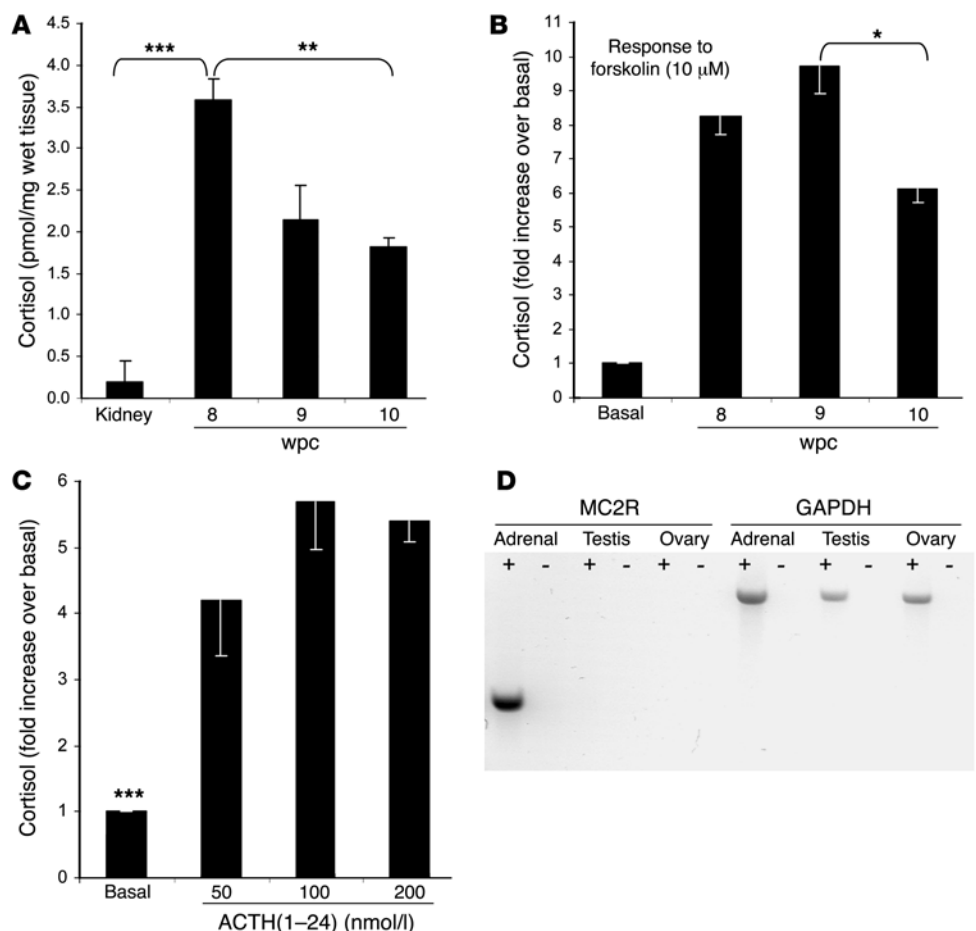 A
Cortisol (pmol/mg wet tissue)
4.5
4.0
3.5
3.0
2.5
2.0
1.5
1.0
0.5
0.0
***
**
Kidney 8 9 10
wpc
B
Cortisol (fold increase over basal)
11
10
9
8
7
6
5
4
3
2
1
0
Response to
forskolin (10 μM)
*
Basal 8 9 10
wpc
C
Cortisol (fold increase over basal)
6
5
4
3
2
1
0
***
Basal 50 100 200
ACTH(1–24) (nmol/l)
D
MC2R GAPDH
Adrenal Testis Ovary Adrenal Testis Ovary
+ - + - + - + - + - + -